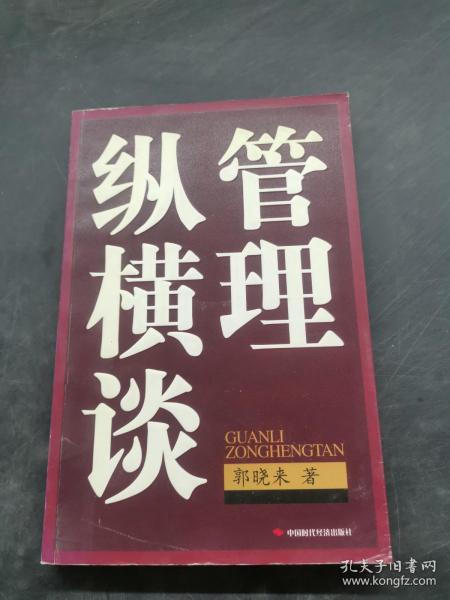 管理
纵横谈
GUANLI
ZONGHENGTAN
郭晓来 著
中国时代经济出版社
孔夫子旧书网
www.kongfz.com